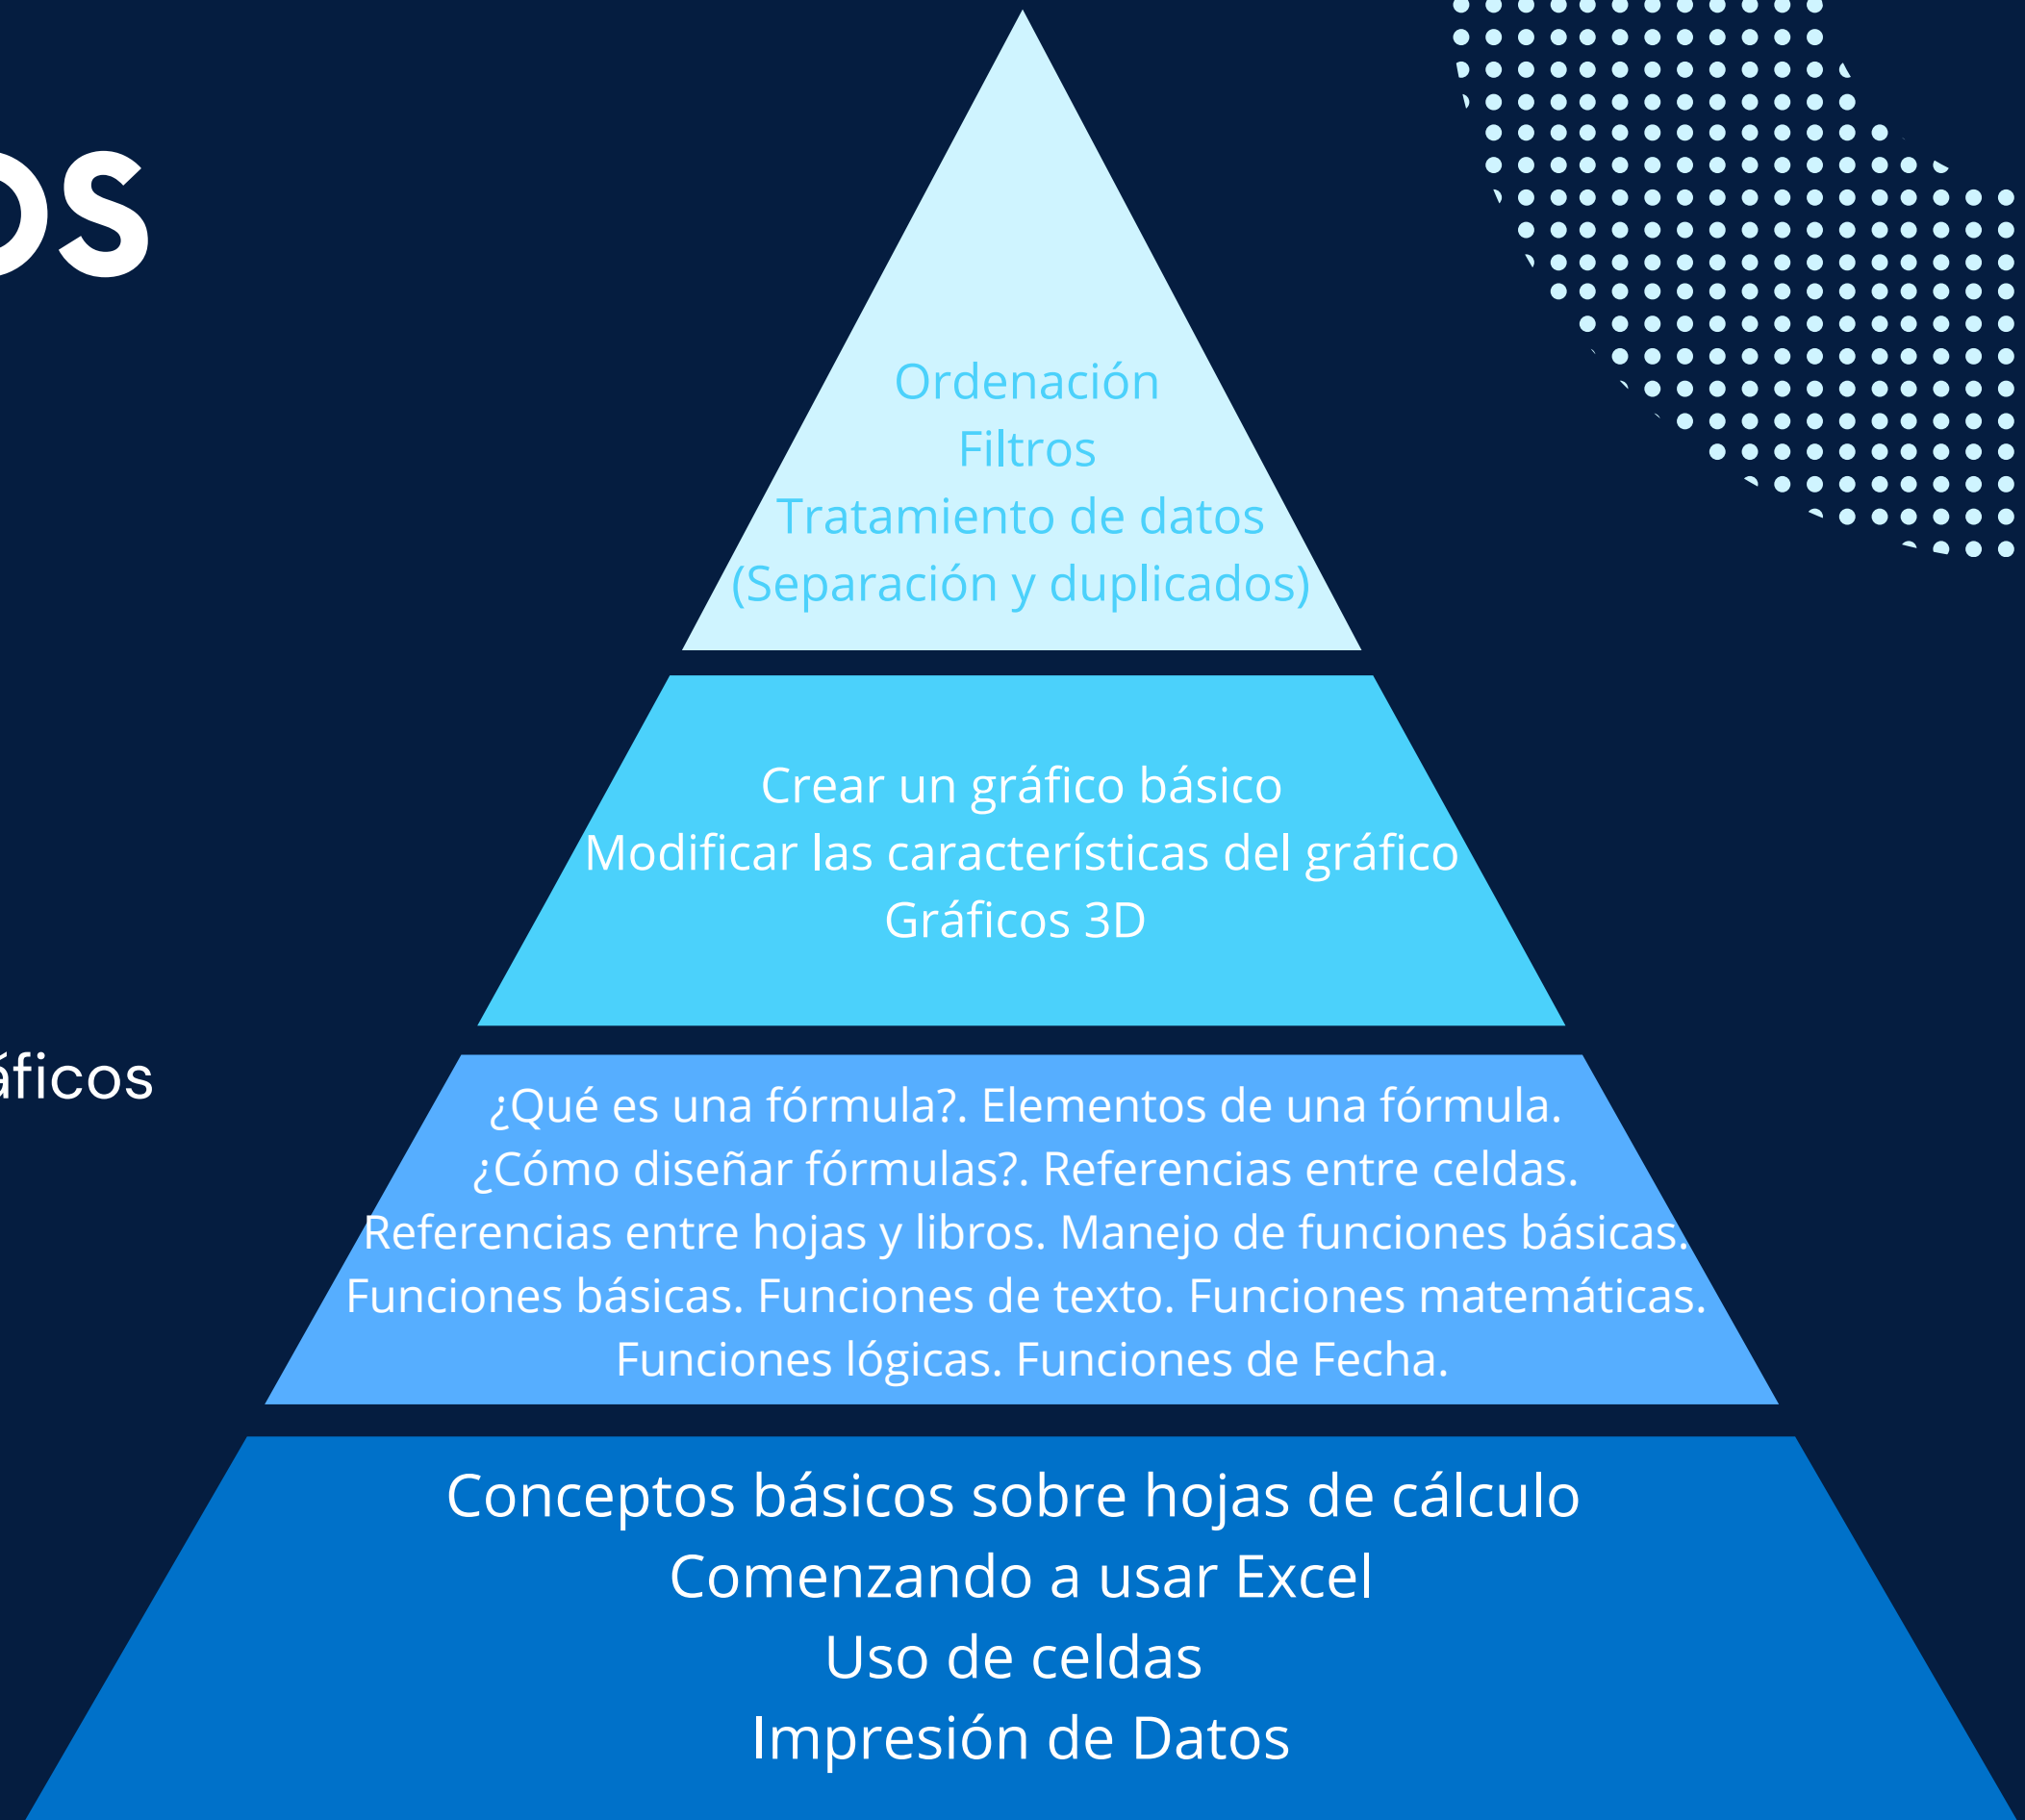 OS
Ordenación
Filtros
Tratamiento de datos
(Separación y duplicados)
Crear un gráfico básico
Modificar las características del gráfico
Gráficos 3D
áficos
¿Qué es una fórmula?. Elementos de una fórmula.
¿Cómo diseñar fórmulas?. Referencias entre celdas.
Referencias entre hojas y libros. Manejo de funciones básicas.
Funciones básicas. Funciones de texto. Funciones matemáticas.
Funciones lógicas. Funciones de Fecha.
Conceptos básicos sobre hojas de cálculo
Comenzando a usar Excel
Uso de celdas
Impresión de Datos